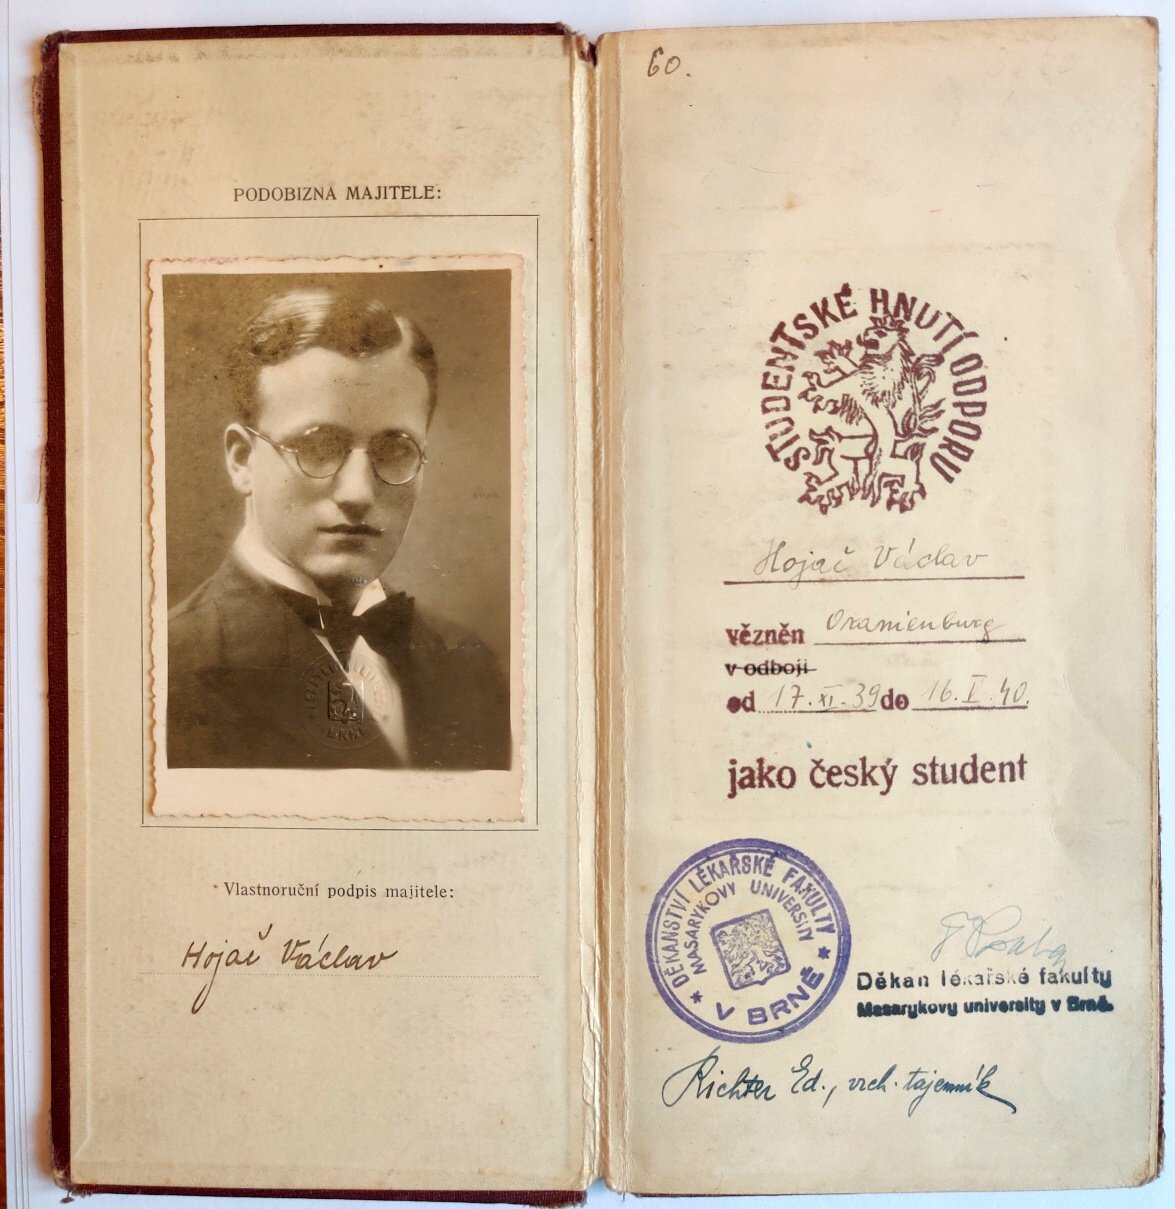 PODOBIZNA MAJITELE:
Vlastnoruční podpis majitele:
Hojač Václav
60.
STUDENTSKÉ HNUTÍ ODPORU
Hojač Václav
vězněn Oranienburg
v odboji
od 17. XI. 39 do 16. I. 40.
jako český student
DĚKANSTVÍ LÉKAŘSKÉ FAKULTY
MASARYKOVY UNIVERSITY
* V BRNĚ *
Děkan lékařské fakulty
Masarykovy university v Brně.
Richter Ed., vrch. tajemník